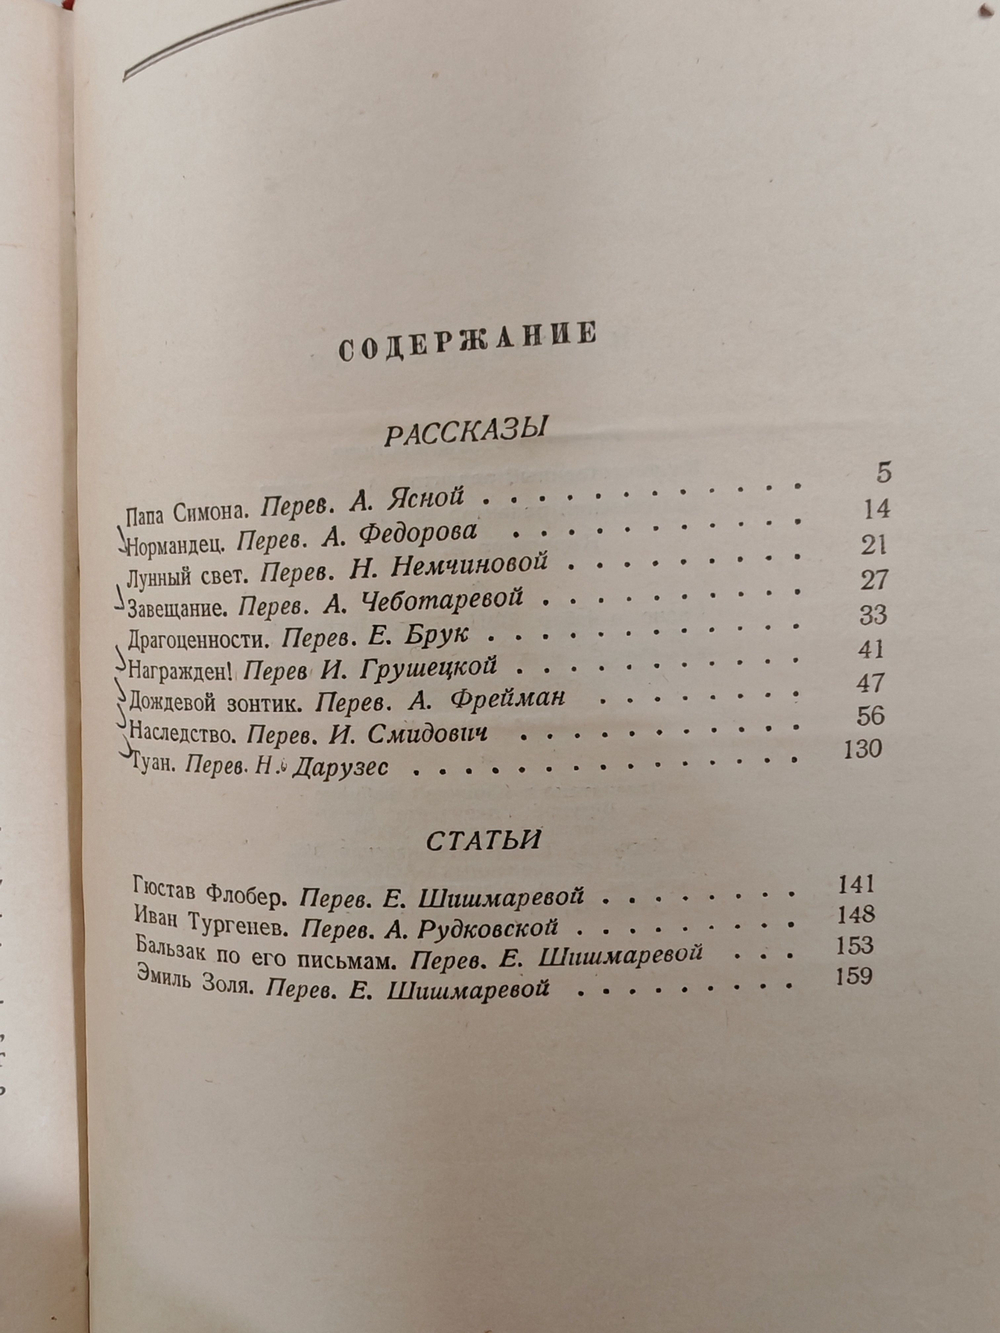 СОДЕРЖАНИЕ
РАССКАЗЫ
Папа Симона. Перев. А. Ясной . . . . . . . . . . . . 5
Нормандец. Перев. А. Федорова . . . . . . . . . . . 14
Лунный свет. Перев. Н. Немчиновой . . . . . . . . . 21
Завещание. Перев. А. Чеботаревой . . . . . . . . . . 27
Драгоценности. Перев. Е. Брук . . . . . . . . . . . . 33
Награжден! Перев И. Грушецкой . . . . . . . . . . . 41
Дождевой зонтик. Перев. А. Фрейман . . . . . . . . 47
Наследство. Перев. И. Смидович . . . . . . . . . . . 56
Туан. Перев. Н. Дарузес . . . . . . . . . . . . . . . 130
СТАТЬИ
Гюстав Флобер. Перев. Е. Шишмаревой . . . . . . . . 141
Иван Тургенев. Перев. А. Рудковской . . . . . . . . . 148
Бальзак по его письмам. Перев. Е. Шишмаревой . . . 153
Эмиль Золя. Перев. Е. Шишмаревой . . . . . . . . . 159